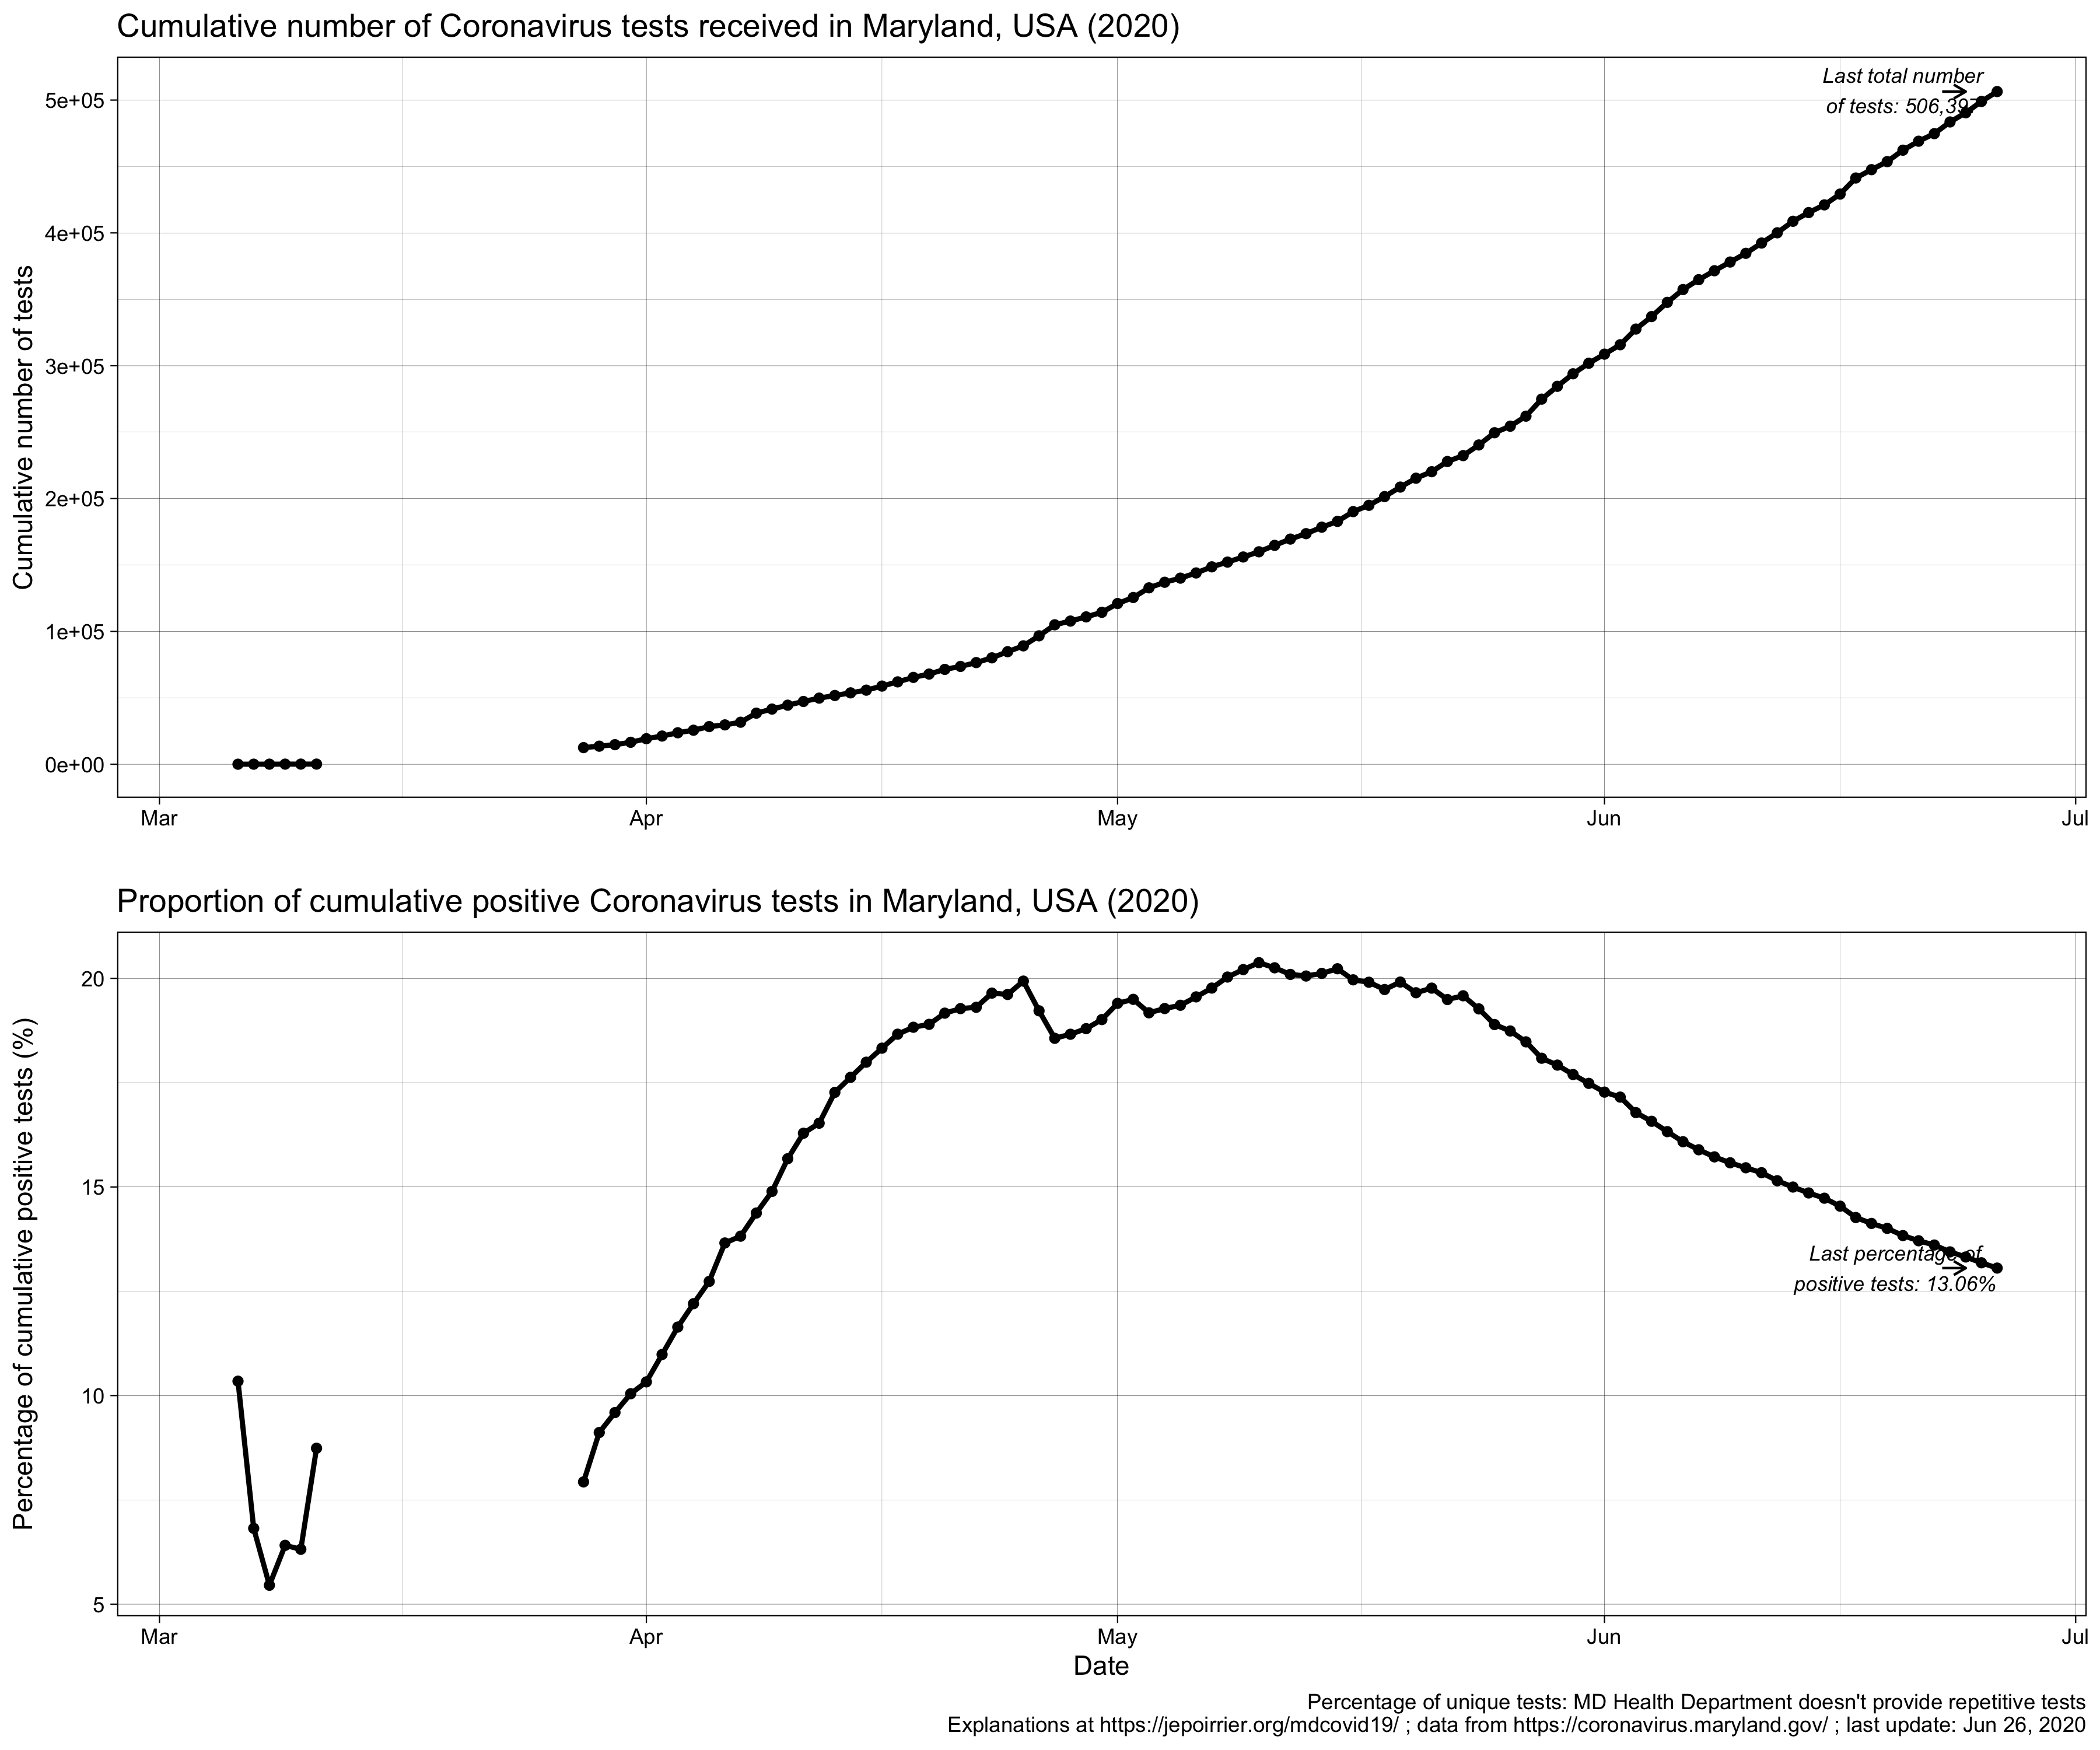 Cumulative number of Coronavirus tests received in Maryland, USA (2020)
Cumulative number of tests
5e+05
4e+05
3e+05
2e+05
1e+05
0e+00
Last total number
of tests: 506,397
Mar Apr May Jun Jul
Proportion of cumulative positive Coronavirus tests in Maryland, USA (2020)
Percentage of cumulative positive tests (%)
20
15
10
5
Last percentage of
positive tests: 13.06%
Mar Apr May Jun Jul
Date
Percentage of unique tests: MD Health Department doesn't provide repetitive tests
Explanations at https://jepoirrier.org/mdcovid19/ ; data from https://coronavirus.maryland.gov/ ; last update: Jun 26, 2020